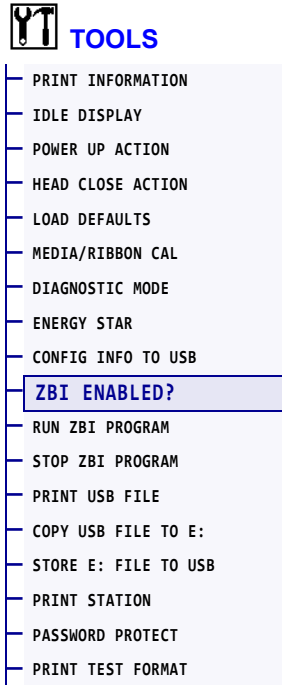 TOOLS
PRINT INFORMATION
IDLE DISPLAY
POWER UP ACTION
HEAD CLOSE ACTION
LOAD DEFAULTS
MEDIA/RIBBON CAL
DIAGNOSTIC MODE
ENERGY STAR
CONFIG INFO TO USB
ZBI ENABLED?
RUN ZBI PROGRAM
STOP ZBI PROGRAM
PRINT USB FILE
COPY USB FILE TO E:
STORE E: FILE TO USB
PRINT STATION
PASSWORD PROTECT
PRINT TEST FORMAT